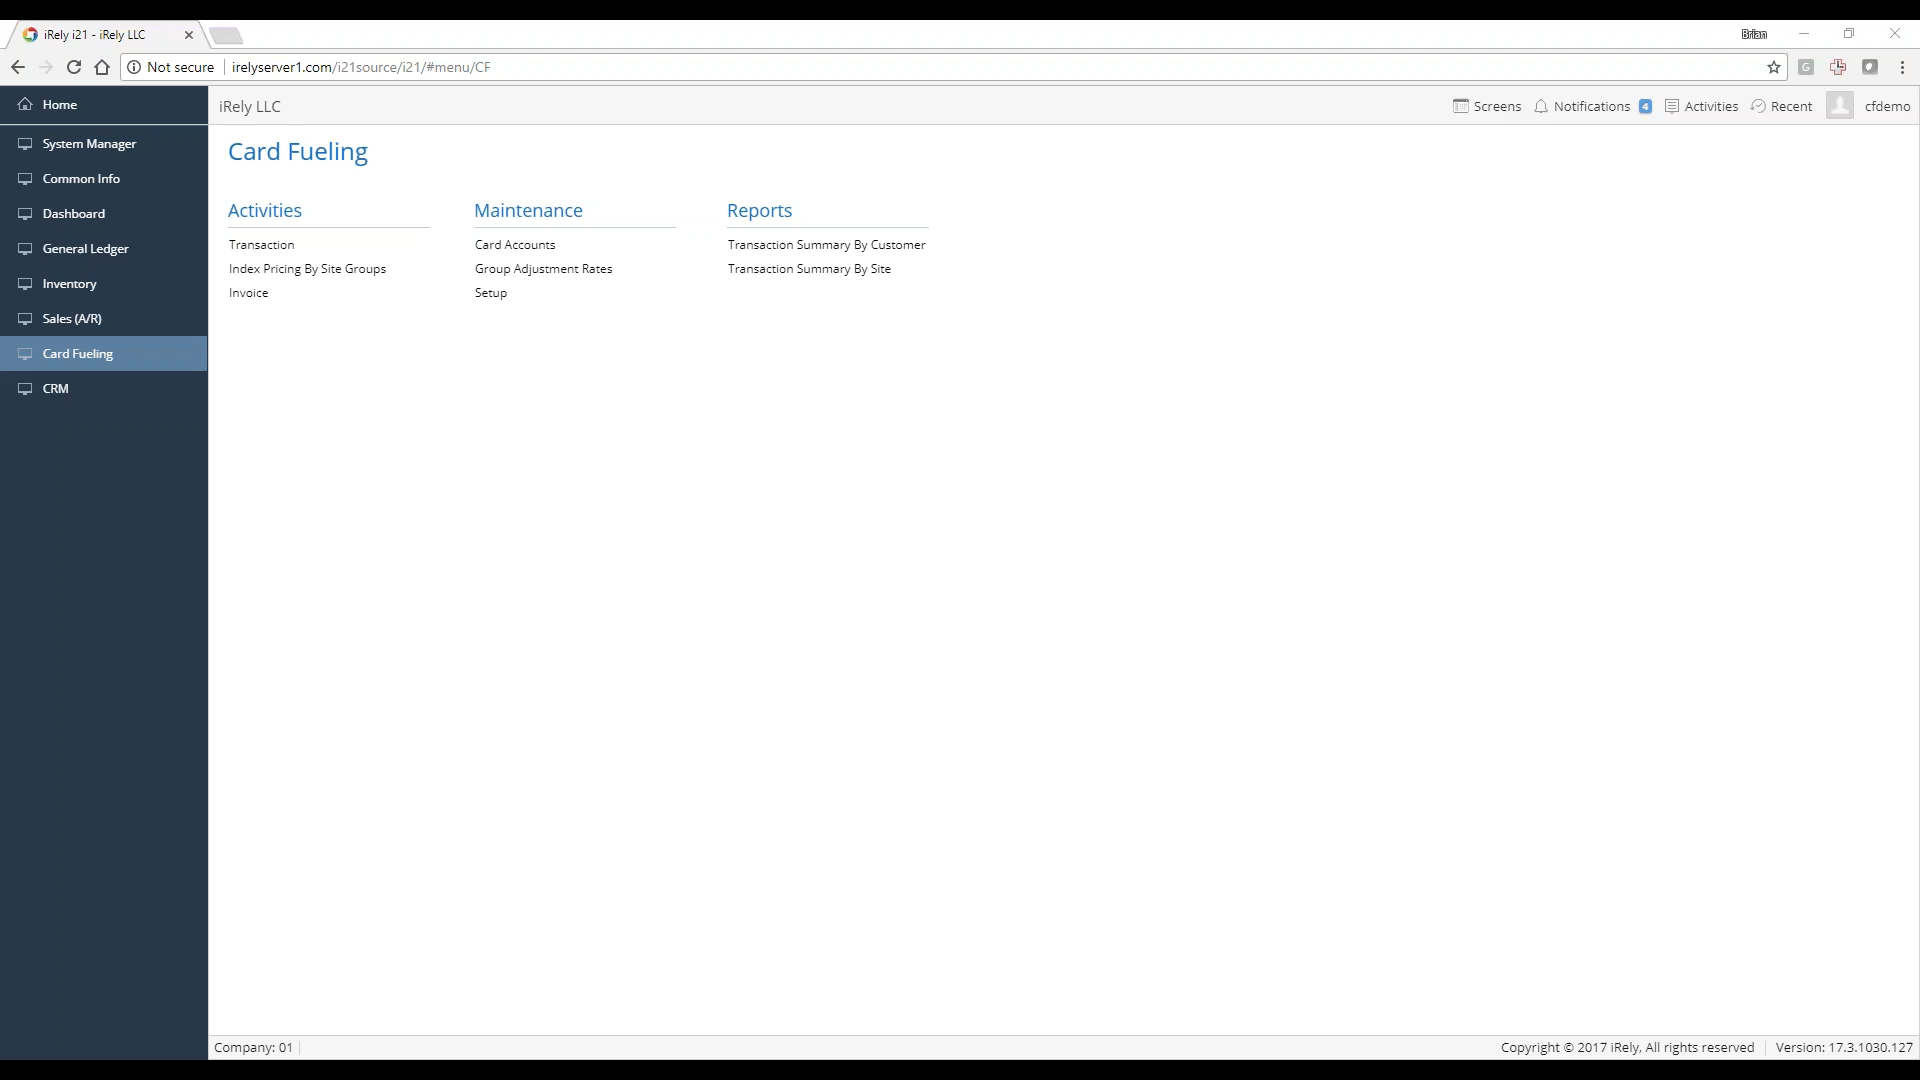 iRely i21 - iRely LLC
Brian
Not secure irelyserver1.com/i21source/i21/#menu/CF
Home
iRely LLC
Screens
Notifications 4
Activities
Recent
cfdemo
System Manager
Common Info
Dashboard
General Ledger
Inventory
Sales (A/R)
Card Fueling
CRM
Card Fueling
Activities
Transaction
Index Pricing By Site Groups
Invoice
Maintenance
Card Accounts
Group Adjustment Rates
Setup
Reports
Transaction Summary By Customer
Transaction Summary By Site
Company: 01
Copyright © 2017 iRely, All rights reserved
Version: 17.3.1030.127